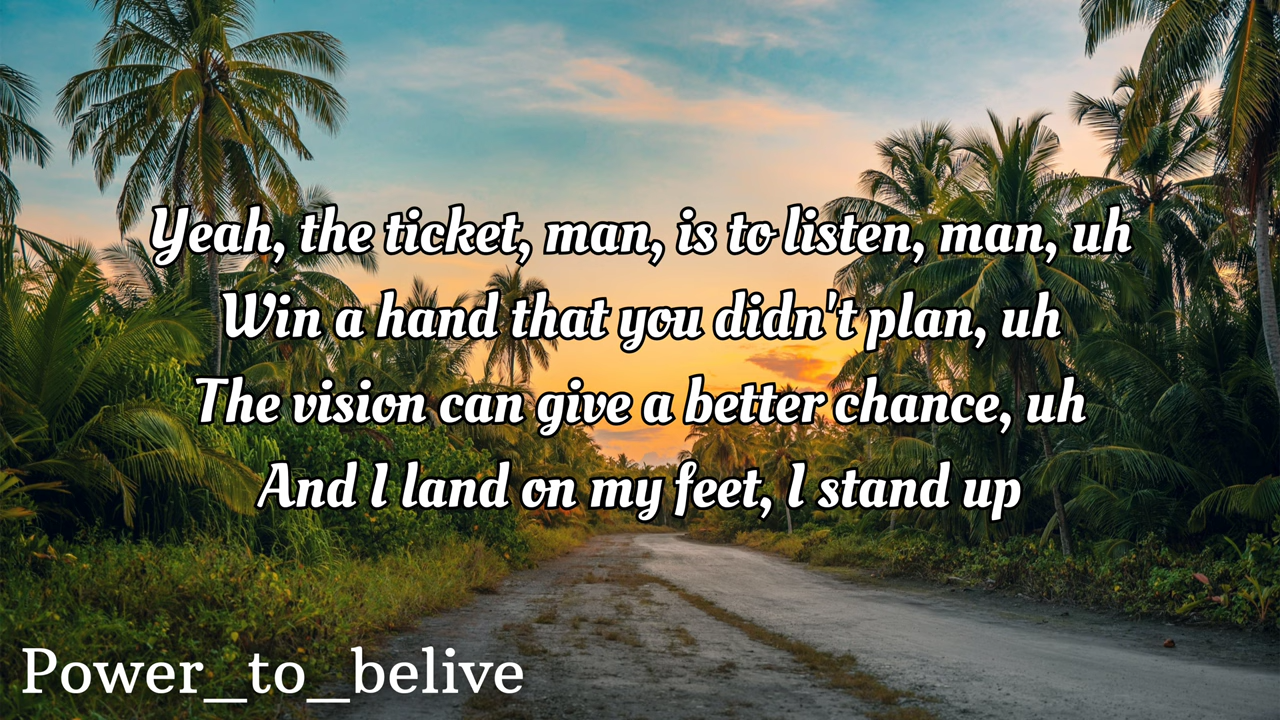 Yeah, the ticket, man, is to listen, man, uh
Win a hand that you didn't plan, uh
The vision can give a better chance, uh
And I land on my feet, I stand up
Power_to_belive